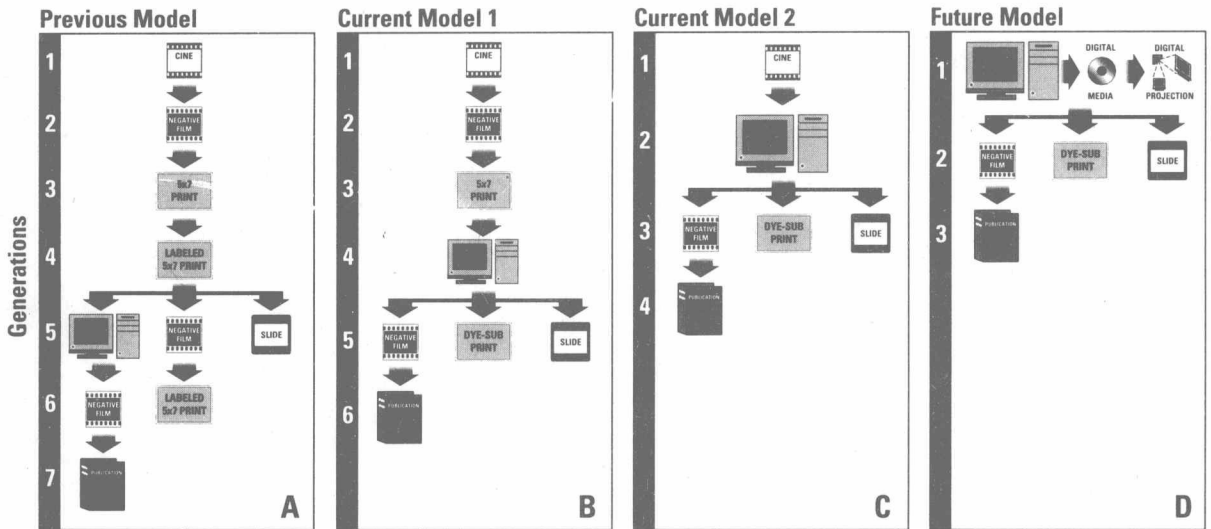 Previous Model
Current Model 1
Current Model 2
Future Model
Generations
1
CINE
2
NEGATIVE
FILM
3
5x7
PRINT
4
LABELED
5x7 PRINT
5
NEGATIVE
FILM
SLIDE
6
NEGATIVE
FILM
LABELED
5x7 PRINT
7
PUBLICATION
A
1
CINE
2
NEGATIVE
FILM
3
5x7
PRINT
4
5
NEGATIVE
FILM
DYE-SUB
PRINT
SLIDE
6
PUBLICATION
B
1
CINE
2
3
NEGATIVE
FILM
DYE-SUB
PRINT
SLIDE
4
PUBLICATION
C
1
DIGITAL
MEDIA
DIGITAL
PROJECTION
2
NEGATIVE
FILM
DYE-SUB
PRINT
SLIDE
3
PUBLICATION
D